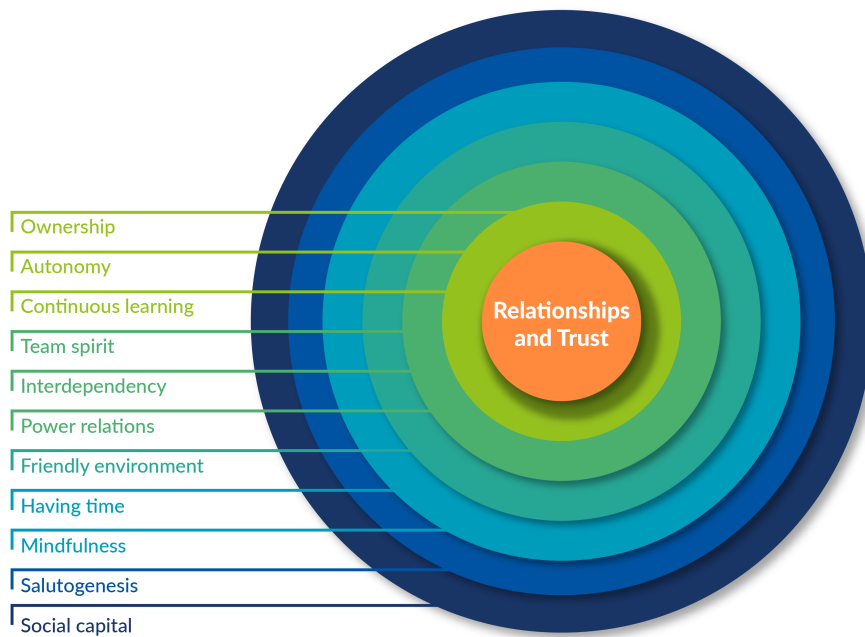 Ownership
Autonomy
Continuous learning
Team spirit
Interdependency
Power relations
Friendly environment
Having time
Mindfulness
Salutogenesis
Social capital
Relationships
and Trust